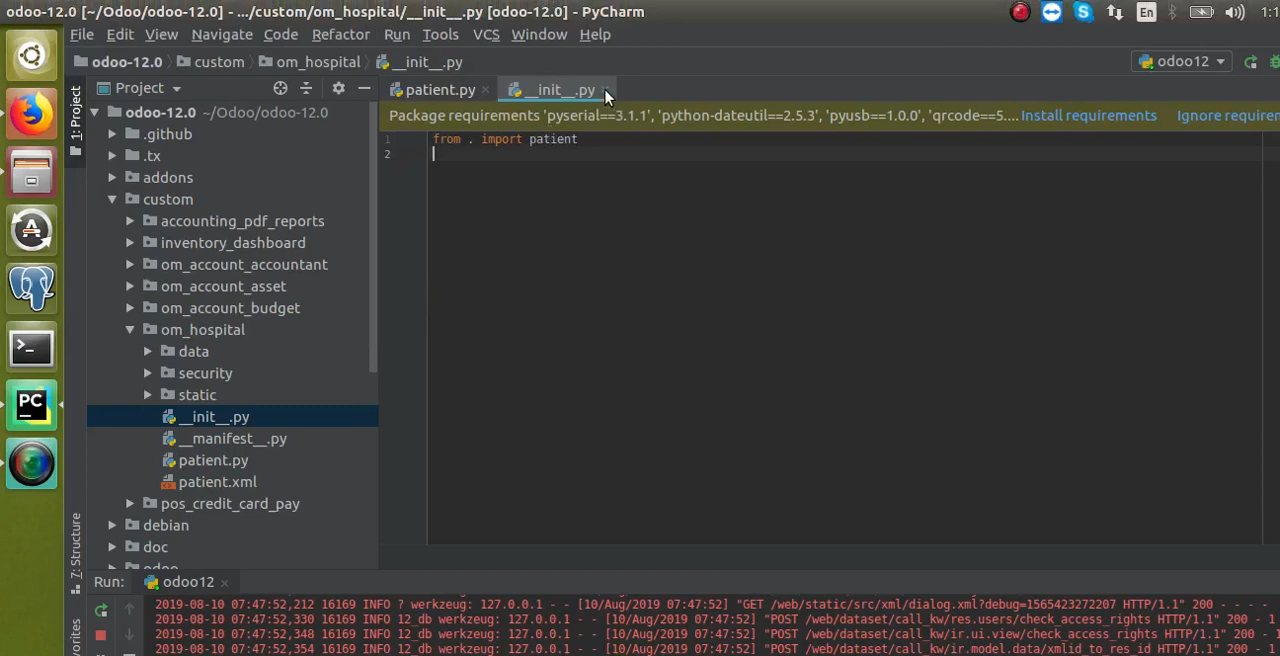 odoo-12.0 [~/Odoo/odoo-12.0] - .../custom/om_hospital/__init__.py [odoo-12.0] - PyCharm
En
File Edit View Navigate Code Refactor Run Tools VCS Window Help
odoo-12.0 custom om_hospital __init__.py odoo12
1: Project
Project
patient.py __init__.py
Package requirements 'pyserial==3.1.1', 'python-dateutil==2.5.3', 'pyusb==1.0.0', 'qrcode==5.... Install requirements Ignore requirem
odoo-12.0 ~/Odoo/odoo-12.0
.github
.tx
addons
custom
accounting_pdf_reports
inventory_dashboard
om_account_accountant
om_account_asset
om_account_budget
om_hospital
data
security
static
__init__.py
__manifest__.py
patient.py
patient.xml
pos_credit_card_pay
debian
doc
1 from . import patient
2
PC
7: Structure
Run: odoo12
2019-08-10 07:47:52,212 16169 INFO ? werkzeug: 127.0.0.1 - - [10/Aug/2019 07:47:52] "GET /web/static/src/xml/dialog.xml?debug=1565423272207 HTTP/1.1" 200 - - - -
2019-08-10 07:47:52,330 16169 INFO 12_db werkzeug: 127.0.0.1 - - [10/Aug/2019 07:47:52] "POST /web/dataset/call_kw/res.users/check_access_rights HTTP/1.1" 200 - 1
2019-08-10 07:47:52,348 16169 INFO 12_db werkzeug: 127.0.0.1 - - [10/Aug/2019 07:47:52] "POST /web/dataset/call_kw/ir.ui.view/check_access_rights HTTP/1.1" 200 - 
2019-08-10 07:47:52,354 16169 INFO 12_db werkzeug: 127.0.0.1 - - [10/Aug/2019 07:47:52] "POST /web/dataset/call_kw/ir.model.data/xmlid_to_res_id HTTP/1.1" 200 - 1